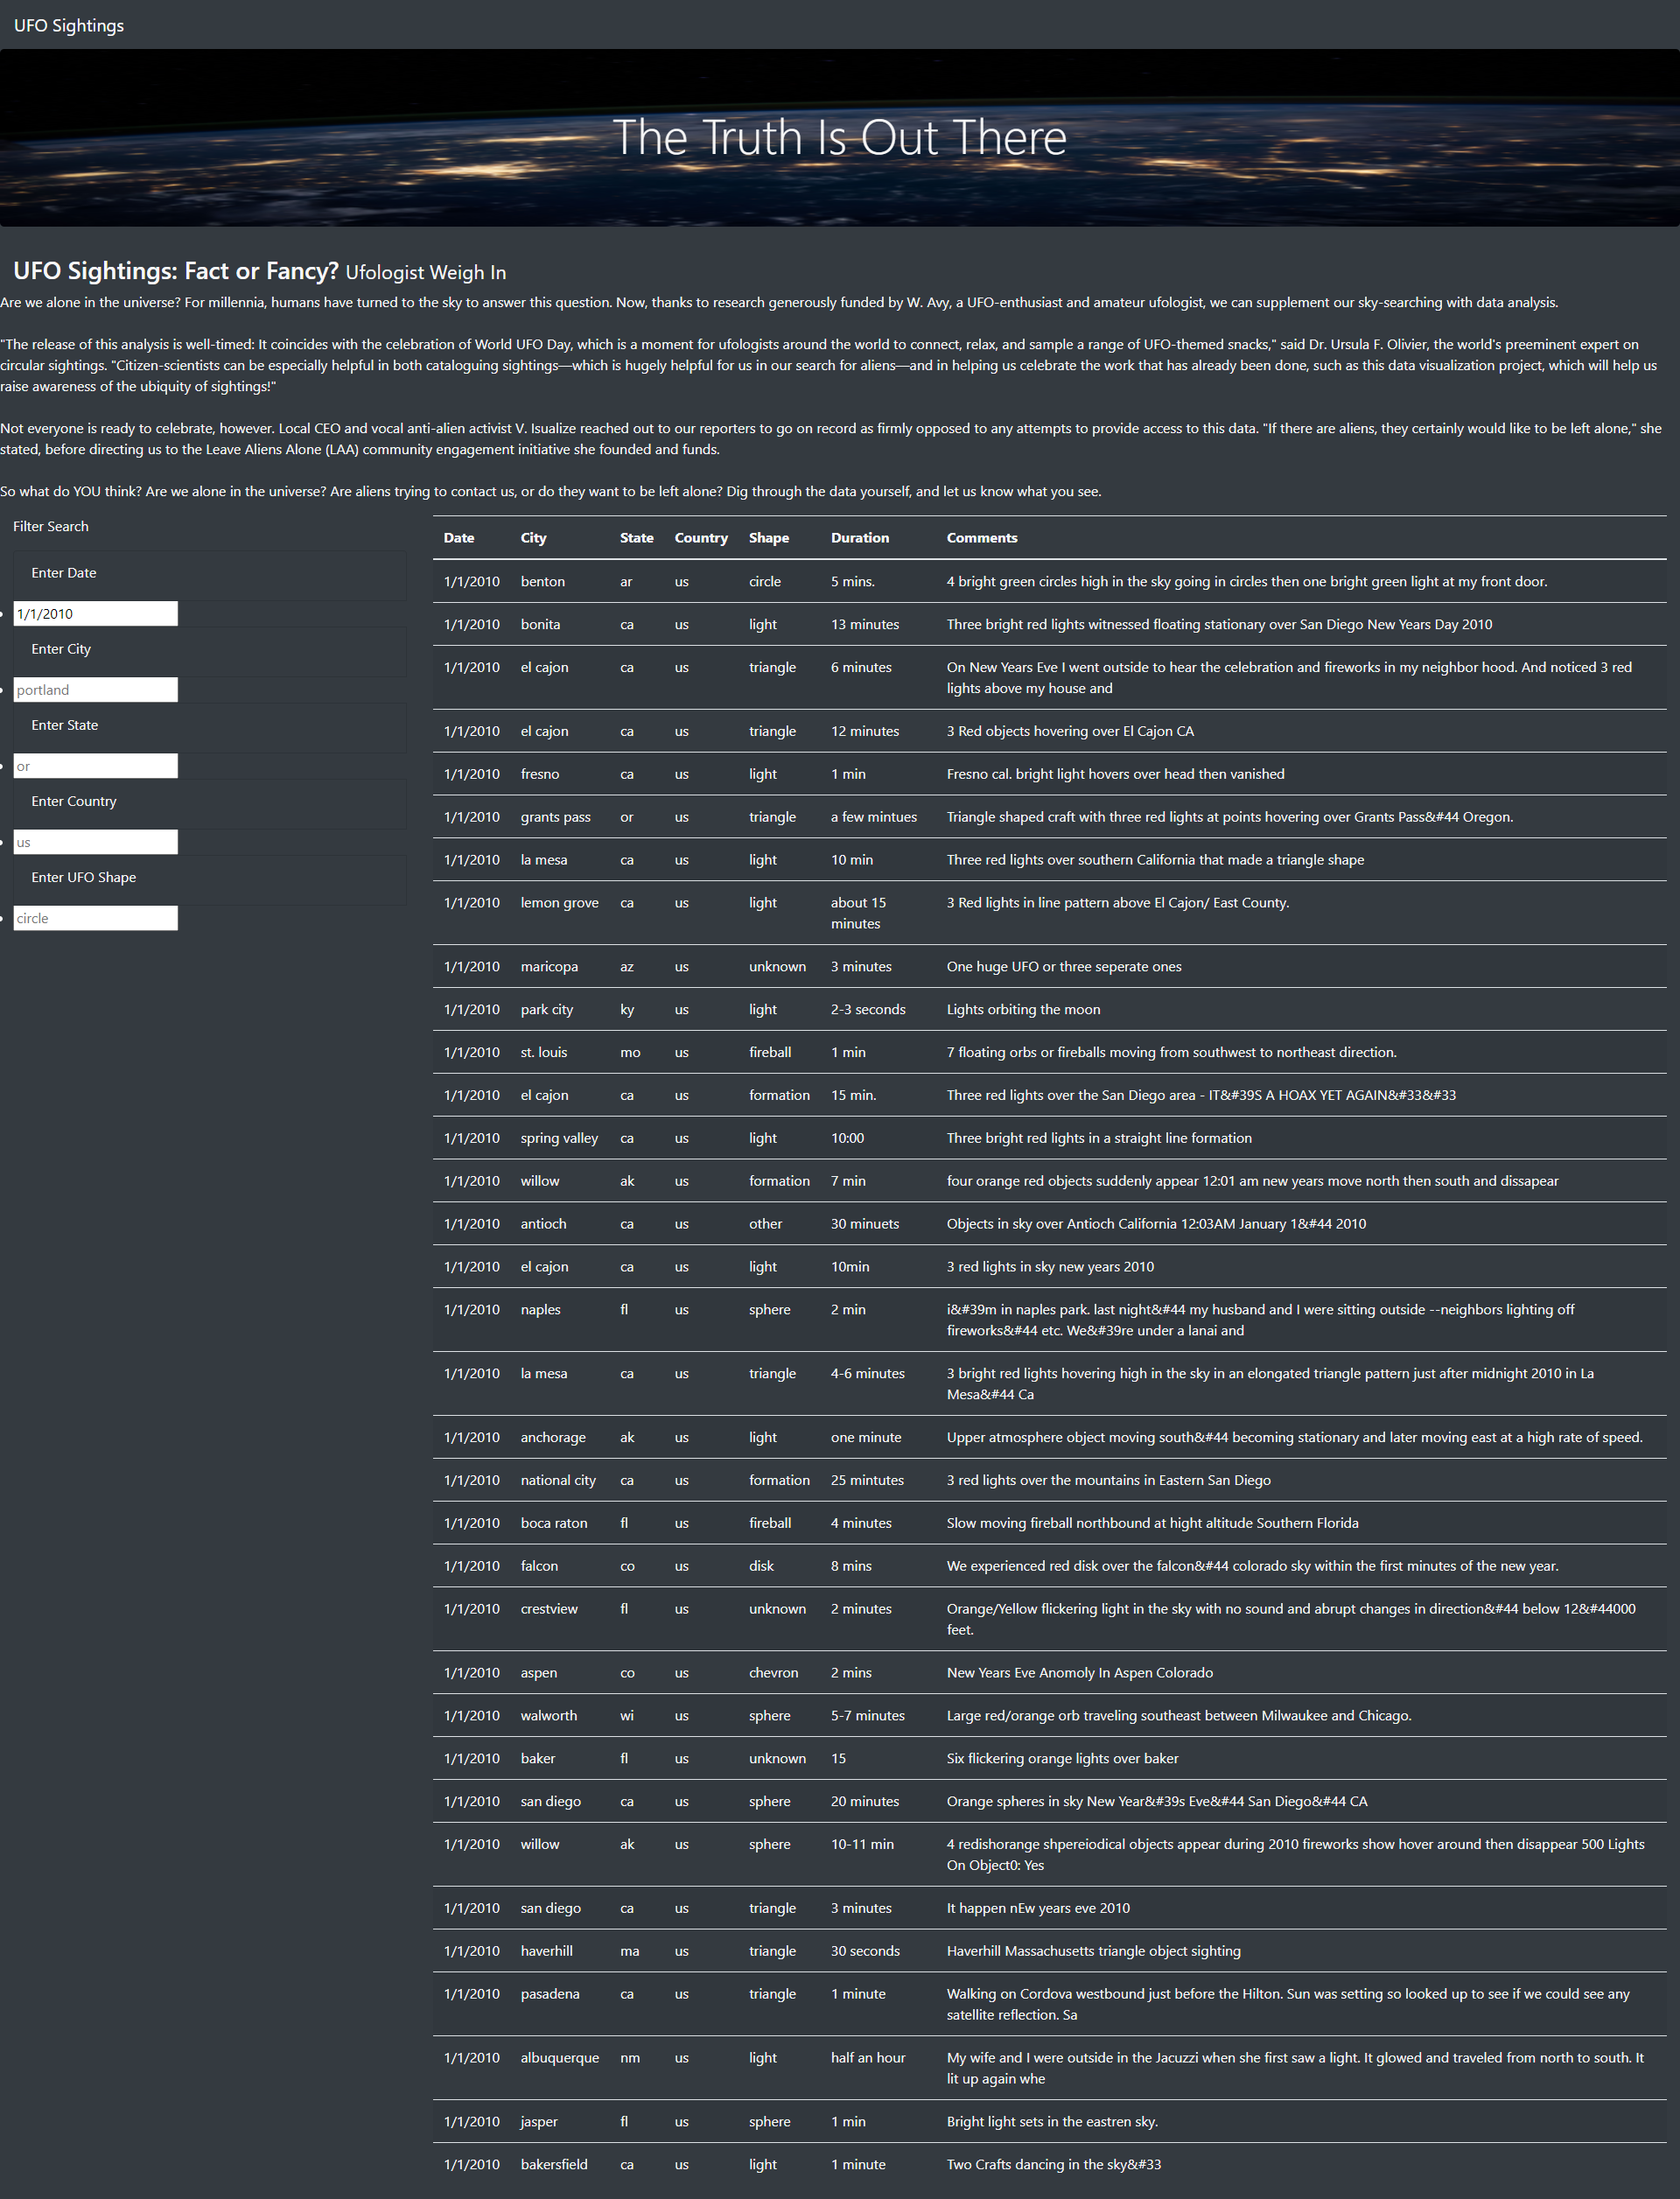 UFO Sightings
The Truth Is Out There
UFO Sightings: Fact or Fancy? Ufologist Weigh In
Are we alone in the universe? For millennia, humans have turned to the sky to answer this question. Now, thanks to research generously funded by W. Avy, a UFO-enthusiast and amateur ufologist, we can supplement our sky-searching with data analysis.
"The release of this analysis is well-timed: It coincides with the celebration of World UFO Day, which is a moment for ufologists around the world to connect, relax, and sample a range of UFO-themed snacks," said Dr. Ursula F. Olivier, the world's preeminent expert on
circular sightings. "Citizen-scientists can be especially helpful in both cataloguing sightings—which is hugely helpful for us in our search for aliens—and in helping us celebrate the work that has already been done, such as this data visualization project, which will help us
raise awareness of the ubiquity of sightings!"
Not everyone is ready to celebrate, however. Local CEO and vocal anti-alien activist V. Isualize reached out to our reporters to go on record as firmly opposed to any attempts to provide access to this data. "If there are aliens, they certainly would like to be left alone," she
stated, before directing us to the Leave Aliens Alone (LAA) community engagement initiative she founded and funds.
So what do YOU think? Are we alone in the universe? Are aliens trying to contact us, or do they want to be left alone? Dig through the data yourself, and let us know what you see.
Filter Search
Enter Date
1/1/2010
Enter City
portland
Enter State
or
Enter Country
us
Enter UFO Shape
circle
Date City State Country Shape Duration Comments
1/1/2010 benton ar us circle 5 mins. 4 bright green circles high in the sky going in circles then one bright green light at my front door.
1/1/2010 bonita ca us light 13 minutes Three bright red lights witnessed floating stationary over San Diego New Years Day 2010
1/1/2010 el cajon ca us triangle 6 minutes On New Years Eve I went outside to hear the celebration and fireworks in my neighbor hood. And noticed 3 red
lights above my house and
1/1/2010 el cajon ca us triangle 12 minutes 3 Red objects hovering over El Cajon CA
1/1/2010 fresno ca us light 1 min Fresno cal. bright light hovers over head then vanished
1/1/2010 grants pass or us triangle a few mintues Triangle shaped craft with three red lights at points hovering over Grants Pass&#44 Oregon.
1/1/2010 la mesa ca us light 10 min Three red lights over southern California that made a triangle shape
1/1/2010 lemon grove ca us light about 15 3 Red lights in line pattern above El Cajon/ East County.
minutes
1/1/2010 maricopa az us unknown 3 minutes One huge UFO or three seperate ones
1/1/2010 park city ky us light 2-3 seconds Lights orbiting the moon
1/1/2010 st. louis mo us fireball 1 min 7 floating orbs or fireballs moving from southwest to northeast direction.
1/1/2010 el cajon ca us formation 15 min. Three red lights over the San Diego area - IT&#39S A HOAX YET AGAIN&#33&#33
1/1/2010 spring valley ca us light 10:00 Three bright red lights in a straight line formation
1/1/2010 willow ak us formation 7 min four orange red objects suddenly appear 12:01 am new years move north then south and dissapear
1/1/2010 antioch ca us other 30 minuets Objects in sky over Antioch California 12:03AM January 1&#44 2010
1/1/2010 el cajon ca us light 10min 3 red lights in sky new years 2010
1/1/2010 naples fl us sphere 2 min i&#39m in naples park. last night&#44 my husband and I were sitting outside --neighbors lighting off
fireworks&#44 etc. We&#39re under a lanai and
1/1/2010 la mesa ca us triangle 4-6 minutes 3 bright red lights hovering high in the sky in an elongated triangle pattern just after midnight 2010 in La
Mesa&#44 Ca
1/1/2010 anchorage ak us light one minute Upper atmosphere object moving south&#44 becoming stationary and later moving east at a high rate of speed.
1/1/2010 national city ca us formation 25 mintutes 3 red lights over the mountains in Eastern San Diego
1/1/2010 boca raton fl us fireball 4 minutes Slow moving fireball northbound at hight altitude Southern Florida
1/1/2010 falcon co us disk 8 mins We experienced red disk over the falcon&#44 colorado sky within the first minutes of the new year.
1/1/2010 crestview fl us unknown 2 minutes Orange/Yellow flickering light in the sky with no sound and abrupt changes in direction&#44 below 12&#44000
feet.
1/1/2010 aspen co us chevron 2 mins New Years Eve Anomoly In Aspen Colorado
1/1/2010 walworth wi us sphere 5-7 minutes Large red/orange orb traveling southeast between Milwaukee and Chicago.
1/1/2010 baker fl us unknown 15 Six flickering orange lights over baker
1/1/2010 san diego ca us sphere 20 minutes Orange spheres in sky New Year&#39s Eve&#44 San Diego&#44 CA
1/1/2010 willow ak us sphere 10-11 min 4 redishorange shpereiodical objects appear during 2010 fireworks show hover around then disappear 500 Lights
On Object0: Yes
1/1/2010 san diego ca us triangle 3 minutes It happen nEw years eve 2010
1/1/2010 haverhill ma us triangle 30 seconds Haverhill Massachusetts triangle object sighting
1/1/2010 pasadena ca us triangle 1 minute Walking on Cordova westbound just before the Hilton. Sun was setting so looked up to see if we could see any
satellite reflection. Sa
1/1/2010 albuquerque nm us light half an hour My wife and I were outside in the Jacuzzi when she first saw a light. It glowed and traveled from north to south. It
lit up again whe
1/1/2010 jasper fl us sphere 1 min Bright light sets in the eastren sky.
1/1/2010 bakersfield ca us light 1 minute Two Crafts dancing in the sky&#33